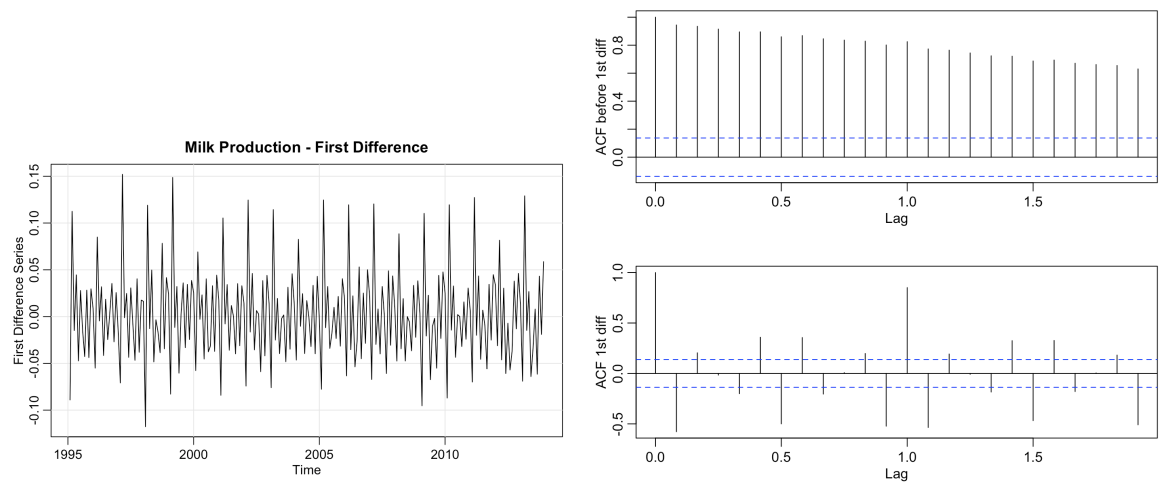 Milk Production - First Difference
First Difference Series
0.15
0.10
0.05
0.00
-0.05
-0.10
1995 2000 2005 2010
Time
ACF before 1st diff
0.8
0.4
0.0
0.0 0.5 1.0 1.5
Lag
ACF 1st diff
1.0
0.5
0.0
-0.5
0.0 0.5 1.0 1.5
Lag